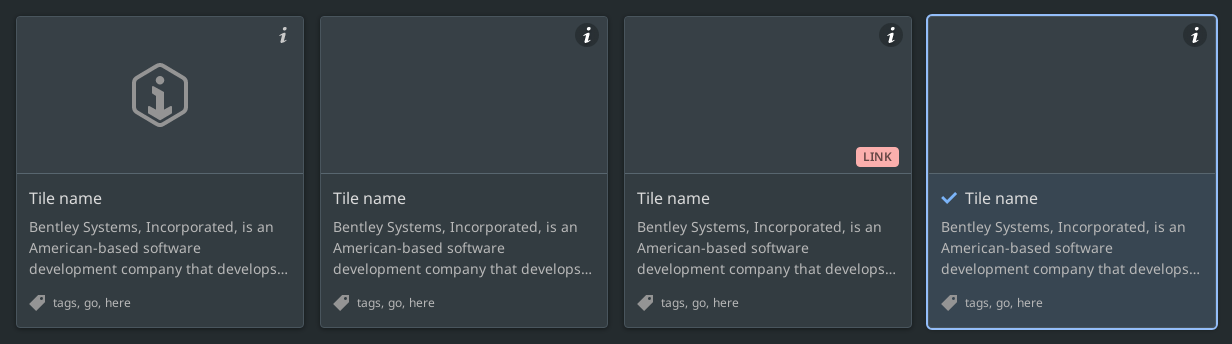 LINK
Tile name
Bentley Systems, Incorporated, is an
American-based software
development company that develops...
tags, go, here
Tile name
Bentley Systems, Incorporated, is an
American-based software
development company that develops...
tags, go, here
Tile name
Bentley Systems, Incorporated, is an
American-based software
development company that develops...
tags, go, here
Tile name
Bentley Systems, Incorporated, is an
American-based software
development company that develops...
tags, go, here